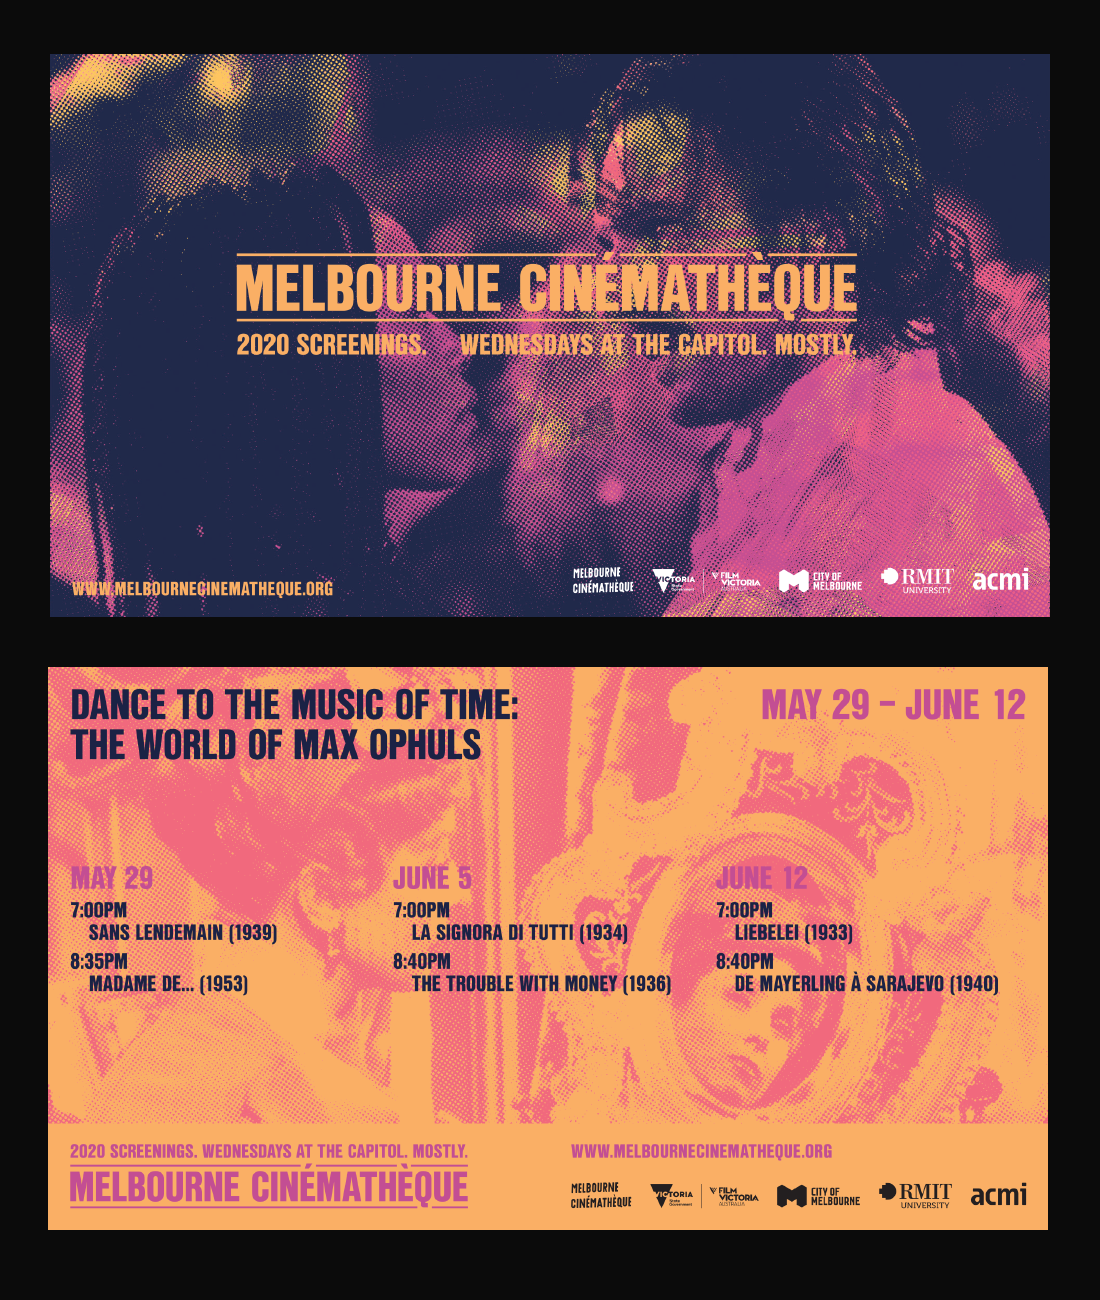 MELBOURNE CINÉMATHÈQUE
2020 SCREENINGS. WEDNESDAYS AT THE CAPITOL. MOSTLY.
WWW.MELBOURNECINEMATHEQUE.ORG
MELBOURNE
CINÉMATHÈQUE
VICTORIA
State
Government
FILM
VICTORIA
AUSTRALIA
CITY OF
MELBOURNE
RMIT
UNIVERSITY
acmi
DANCE TO THE MUSIC OF TIME:
THE WORLD OF MAX OPHULS
MAY 29 – JUNE 12
MAY 29
7:00PM
SANS LENDEMAIN (1939)
8:35PM
MADAME DE... (1953)
JUNE 5
7:00PM
LA SIGNORA DI TUTTI (1934)
8:40PM
THE TROUBLE WITH MONEY (1936)
JUNE 12
7:00PM
LIEBELEI (1933)
8:40PM
DE MAYERLING À SARAJEVO (1940)
2020 SCREENINGS. WEDNESDAYS AT THE CAPITOL. MOSTLY.
MELBOURNE CINÉMATHÈQUE
WWW.MELBOURNECINEMATHEQUE.ORG
MELBOURNE
CINÉMATHÈQUE
VICTORIA
State
Government
FILM
VICTORIA
AUSTRALIA
CITY OF
MELBOURNE
RMIT
UNIVERSITY
acmi